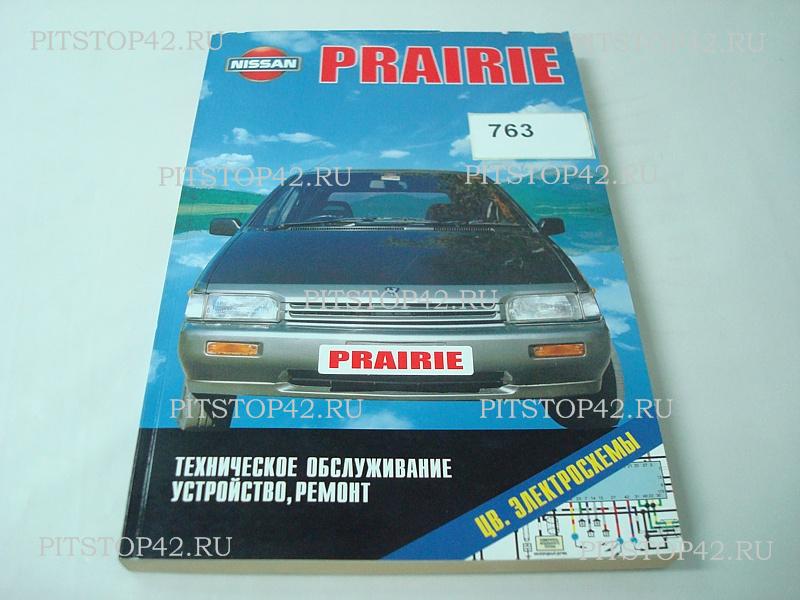 PITSTOP42.RU PITSTOP42.RU
NISSAN PRAIRIE
763
PITSTOP42.RU PITSTOP42.RU
PITSTOP42.RU
PRAIRIE
PITSTOP42.RU PITSTOP42.RU
ТЕХНИЧЕСКОЕ ОБСЛУЖИВАНИЕ
УСТРОЙСТВО, РЕМОНТ
ЦВ. ЭЛЕКТРОСХЕМЫ
PITSTOP42.RU PITSTOP42.RU